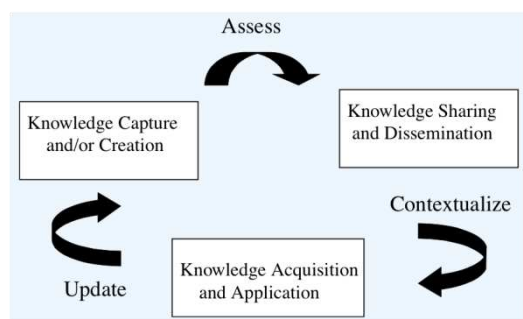 Assess
Knowledge Capture
and/or Creation
Knowledge Sharing
and Dissemination
Contextualize
Knowledge Acquisition
and Application
Update